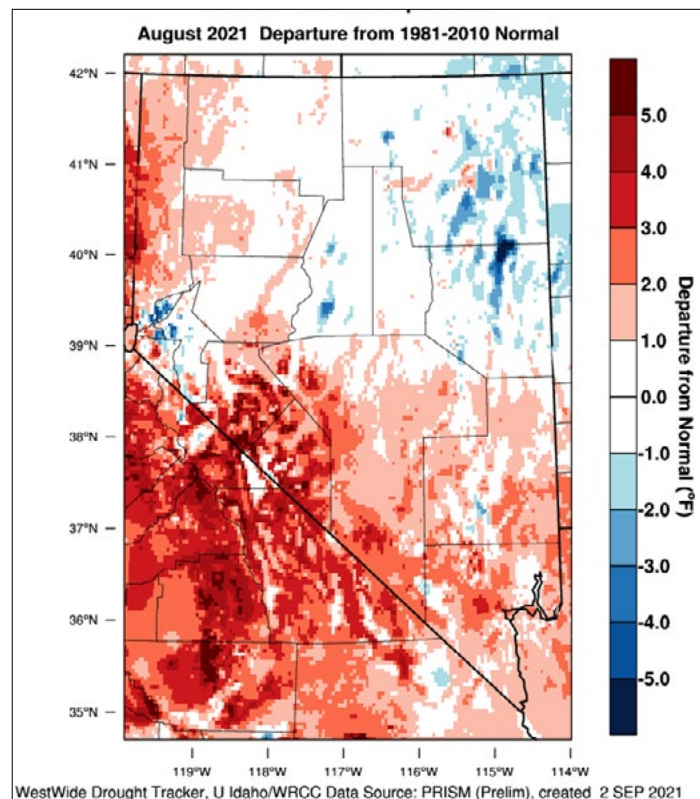 August 2021 Departure from 1981-2010 Normal
42°N
41°N
40°N
39°N
38°N
37°N
36°N
35°N
119°W
118°W
117°W
116°W
115°W
114°W
5.0
4.0
3.0
2.0
1.0
0.0
-1.0
-2.0
-3.0
-4.0
-5.0
Departure from Normal (°F)
WestWide Drought Tracker, U Idaho/WRCC Data Source: PRISM (Prelim), created 2 SEP 2021